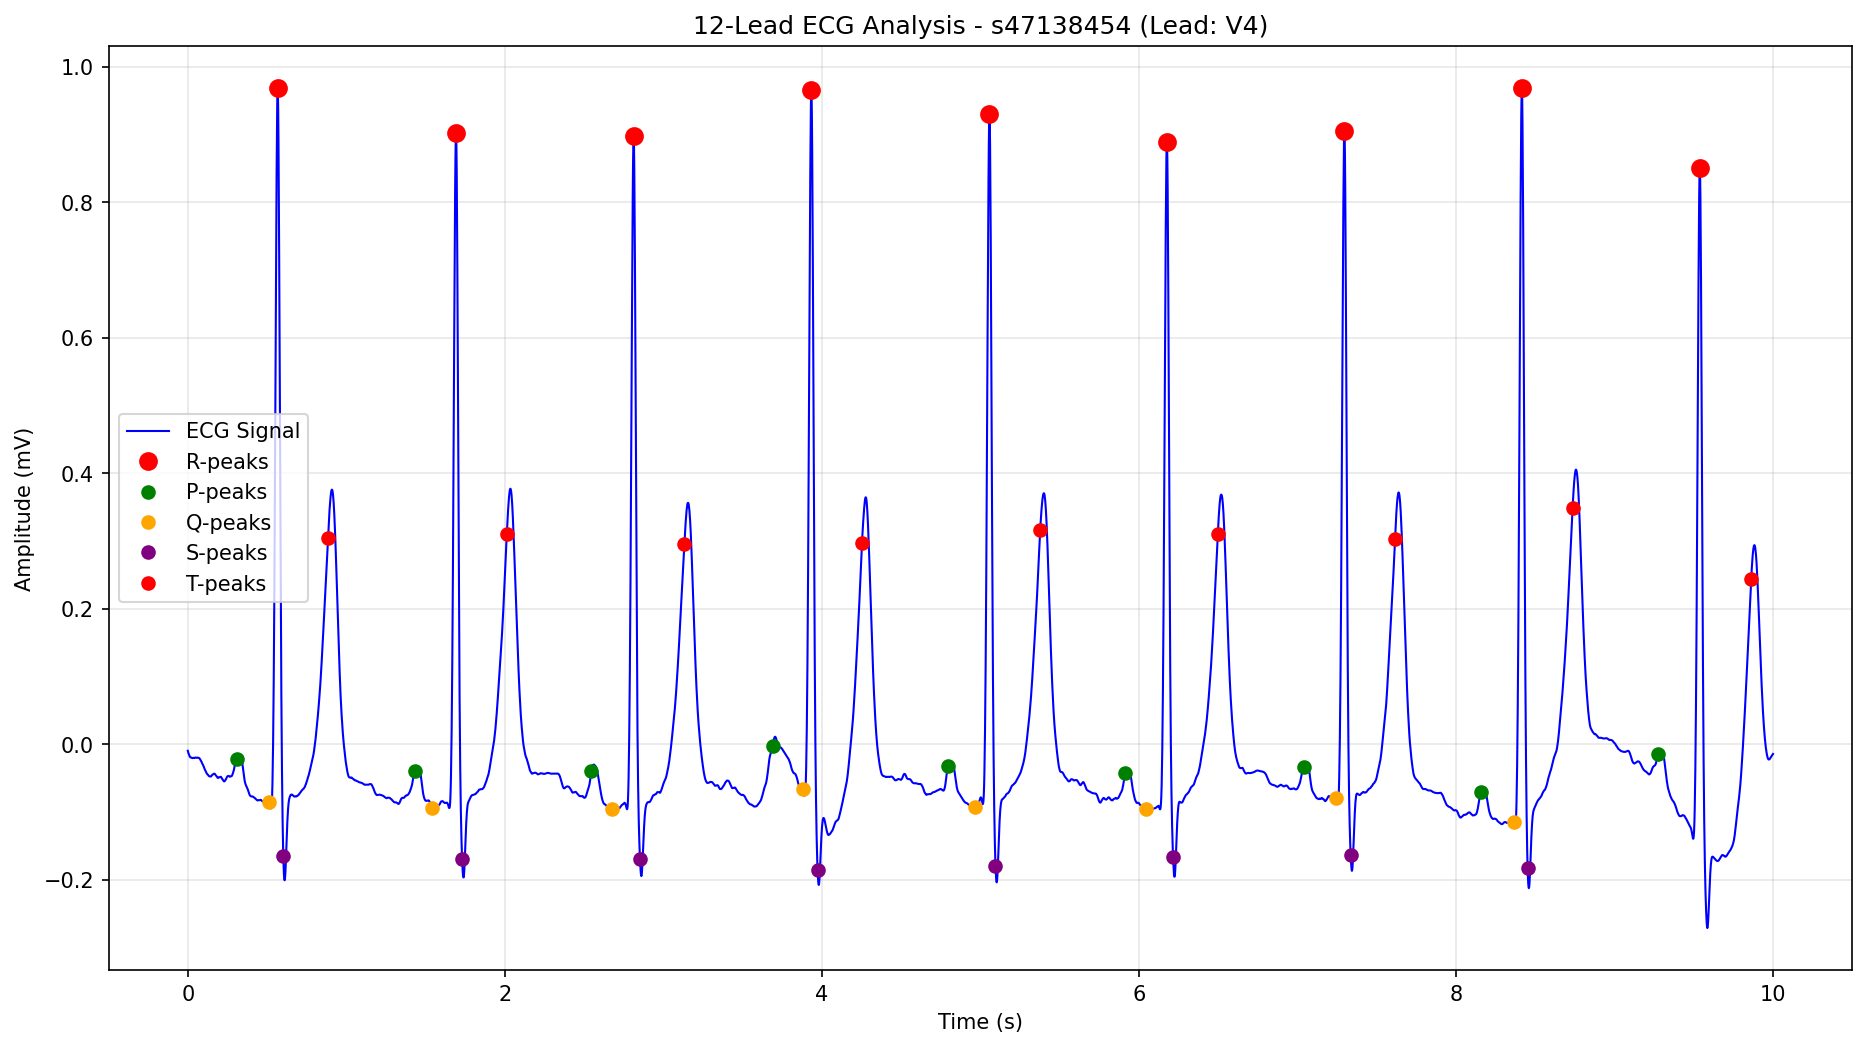 12-Lead ECG Analysis - s47138454 (Lead: V4)
1.0
0.8
0.6
0.4
0.2
0.0
−0.2
Amplitude (mV)
ECG Signal
R-peaks
P-peaks
Q-peaks
S-peaks
T-peaks
0 2 4 6 8 10
Time (s)